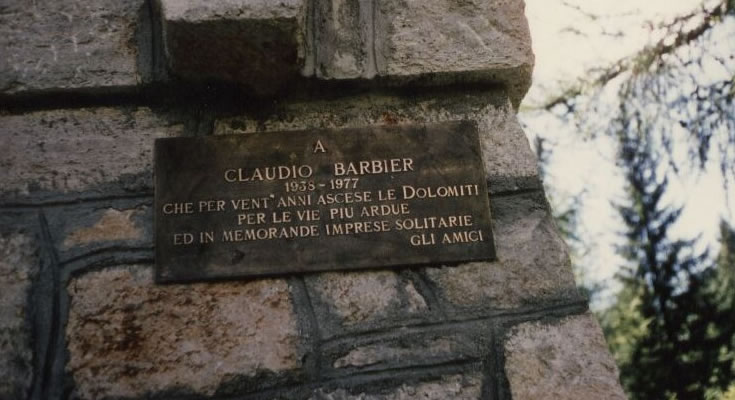 A
CLAUDIO BARBIER
1938-1977
CHE PER VENT'ANNI ASCESE LE DOLOMITI
PER LE VIE PIU ARDUE
ED IN MEMORANDE IMPRESE SOLITARIE
GLI AMICI